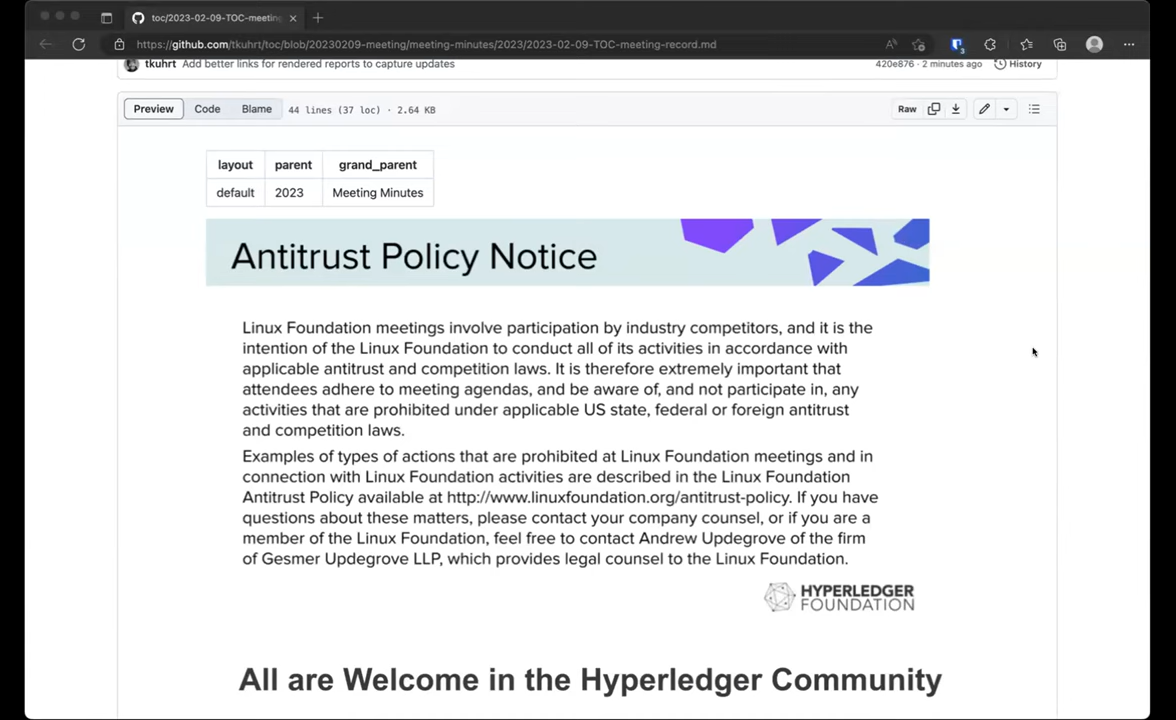 toc/2023-02-09-TOC-meeting
https://github.com/tkuhrt/toc/blob/20230209-meeting/meeting-minutes/2023/2023-02-09-TOC-meeting-record.md
tkuhrt Add better links for rendered reports to capture updates
420e876 · 2 minutes ago
History
Preview Code Blame 44 lines (37 loc) · 2.64 KB
Raw
layout parent grand_parent
default 2023 Meeting Minutes
Antitrust Policy Notice
Linux Foundation meetings involve participation by industry competitors, and it is the
intention of the Linux Foundation to conduct all of its activities in accordance with
applicable antitrust and competition laws. It is therefore extremely important that
attendees adhere to meeting agendas, and be aware of, and not participate in, any
activities that are prohibited under applicable US state, federal or foreign antitrust
and competition laws.
Examples of types of actions that are prohibited at Linux Foundation meetings and in
connection with Linux Foundation activities are described in the Linux Foundation
Antitrust Policy available at http://www.linuxfoundation.org/antitrust-policy. If you have
questions about these matters, please contact your company counsel, or if you are a
member of the Linux Foundation, feel free to contact Andrew Updegrove of the firm
of Gesmer Updegrove LLP, which provides legal counsel to the Linux Foundation.
HYPERLEDGER
FOUNDATION
All are Welcome in the Hyperledger Community